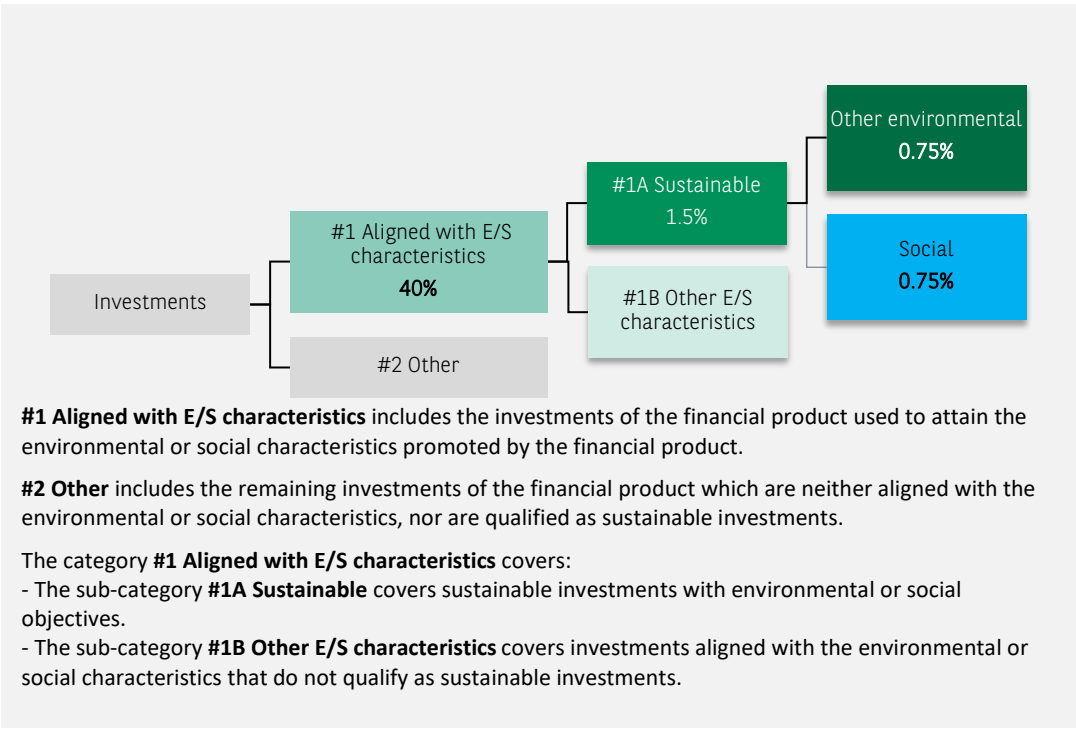 Other environmental
0.75%
#1A Sustainable
1.5%
#1 Aligned with E/S
characteristics
40%
Social
0.75%
Investments
#1B Other E/S
characteristics
#2 Other
#1 Aligned with E/S characteristics includes the investments of the financial product used to attain the
environmental or social characteristics promoted by the financial product.
#2 Other includes the remaining investments of the financial product which are neither aligned with the
environmental or social characteristics, nor are qualified as sustainable investments.
The category #1 Aligned with E/S characteristics covers:
- The sub-category #1A Sustainable covers sustainable investments with environmental or social
objectives.
- The sub-category #1B Other E/S characteristics covers investments aligned with the environmental or
social characteristics that do not qualify as sustainable investments.